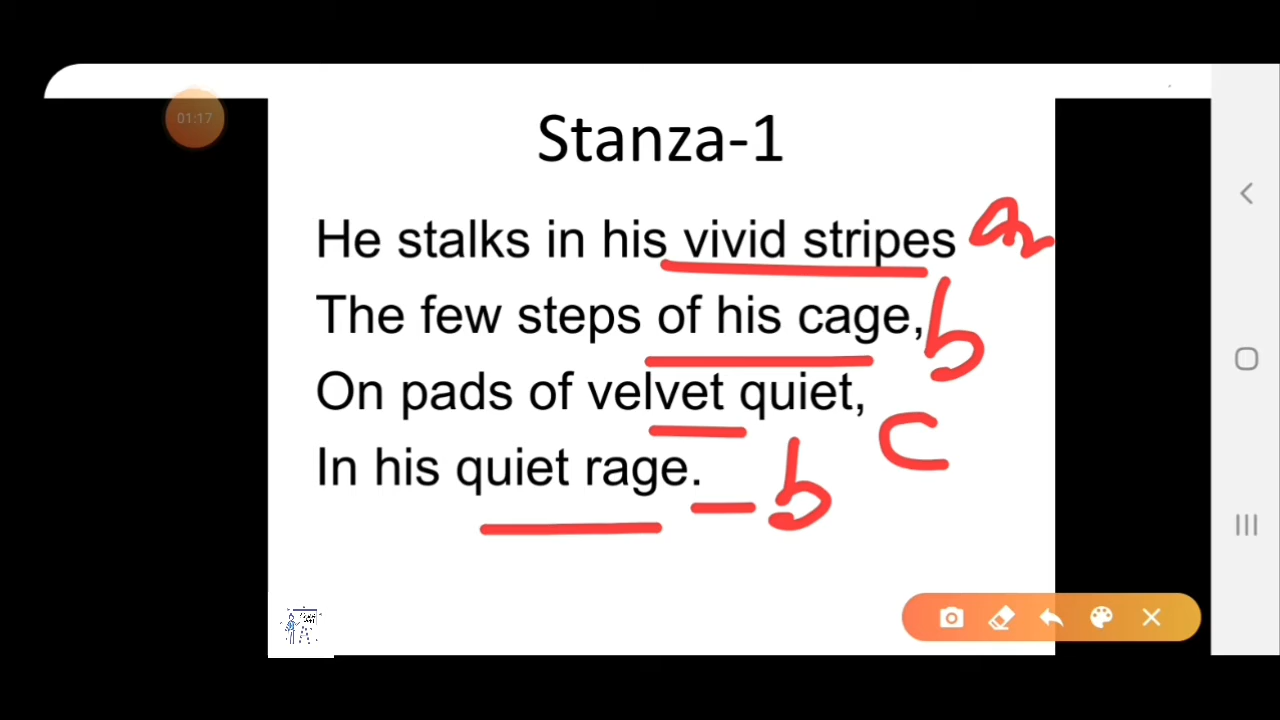 01:17
Stanza-1
He stalks in his vivid stripes a
The few steps of his cage, b
On pads of velvet quiet, c
In his quiet rage. b